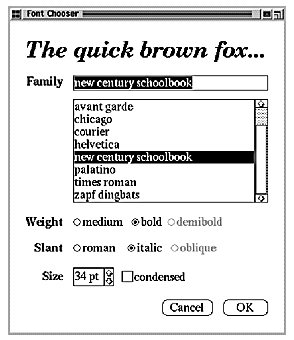 Font Chooser
The quick brown fox...
Family new century schoolbook
avant garde
chicago
courier
helvetica
new century schoolbook
palatino
times roman
zapf dingbats
Weight medium bold demibold
Slant roman italic oblique
Size 34 pt condensed
Cancel OK